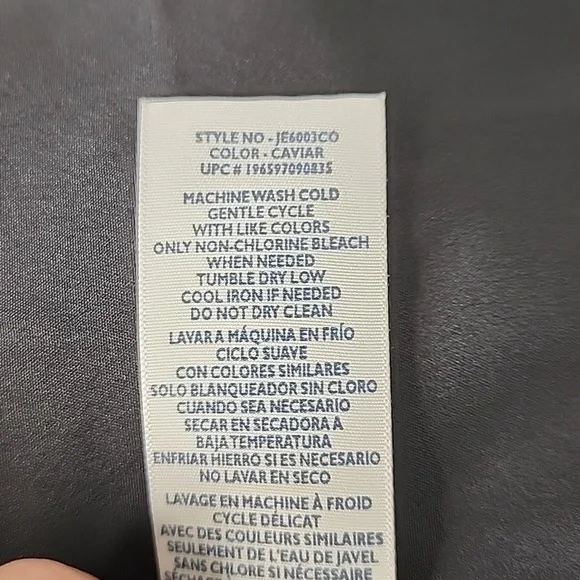 STYLE NO - JE6003CO
COLOR - CAVIAR
UPC # 196597090835
MACHINE WASH COLD
GENTLE CYCLE
WITH LIKE COLORS
ONLY NON-CHLORINE BLEACH
WHEN NEEDED
TUMBLE DRY LOW
COOL IRON IF NEEDED
DO NOT DRY CLEAN
LAVAR A MÁQUINA EN FRÍO
CICLO SUAVE
CON COLORES SIMILARES
SOLO BLANQUEADOR SIN CLORO
CUANDO SEA NECESARIO
SECAR EN SECADORA A
BAJA TEMPERATURA
ENFRIAR HIERRO SI ES NECESARIO
NO LAVAR EN SECO
LAVAGE EN MACHINE À FROID
CYCLE DÉLICAT
AVEC DES COULEURS SIMILAIRES
SEULEMENT DE L'EAU DE JAVEL
SANS CHLORE SI NÉCESSAIRE